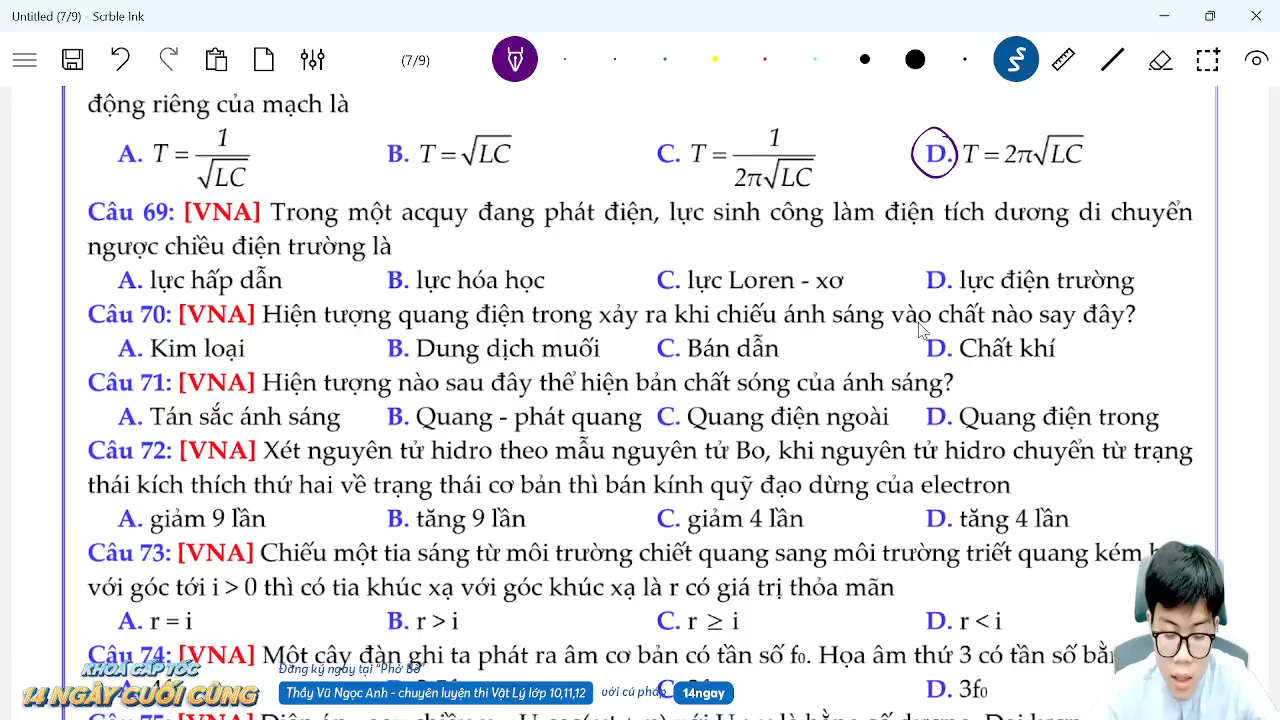 Untitled (7/9) - Scrble Ink
(7/9)
động riêng của mạch là
A. T = 1/√LC B. T = √LC C. T = 1/2π√LC D. T = 2π√LC
Câu 69: [VNA] Trong một acquy đang phát điện, lực sinh công làm điện tích dương di chuyển
ngược chiều điện trường là
A. lực hấp dẫn B. lực hóa học C. lực Loren - xơ D. lực điện trường
Câu 70: [VNA] Hiện tượng quang điện trong xảy ra khi chiếu ánh sáng vào chất nào say đây?
A. Kim loại B. Dung dịch muối C. Bán dẫn D. Chất khí
Câu 71: [VNA] Hiện tượng nào sau đây thể hiện bản chất sóng của ánh sáng?
A. Tán sắc ánh sáng B. Quang - phát quang C. Quang điện ngoài D. Quang điện trong
Câu 72: [VNA] Xét nguyên tử hidro theo mẫu nguyên tử Bo, khi nguyên tử hidro chuyển từ trạng
thái kích thích thứ hai về trạng thái cơ bản thì bán kính quỹ đạo dừng của electron
A. giảm 9 lần B. tăng 9 lần C. giảm 4 lần D. tăng 4 lần
Câu 73: [VNA] Chiếu một tia sáng từ môi trường chiết quang sang môi trường triết quang kém
với góc tới i > 0 thì có tia khúc xạ với góc khúc xạ là r có giá trị thỏa mãn
A. r = i B. r > i C. r ≥ i D. r < i
Câu 74: [VNA] Một cây đàn ghi ta phát ra âm cơ bản có tần số f₀. Họa âm thứ 3 có tần số
D. 3f₀
KHOÁ CẤP TỐC
14 NGÀY CUỐI CÙNG
Đăng ký ngay tại "Phở Bò"
Thầy Vũ Ngọc Anh - chuyên luyện thi Vật Lý lớp 10,11,12 với cú pháp 14ngay